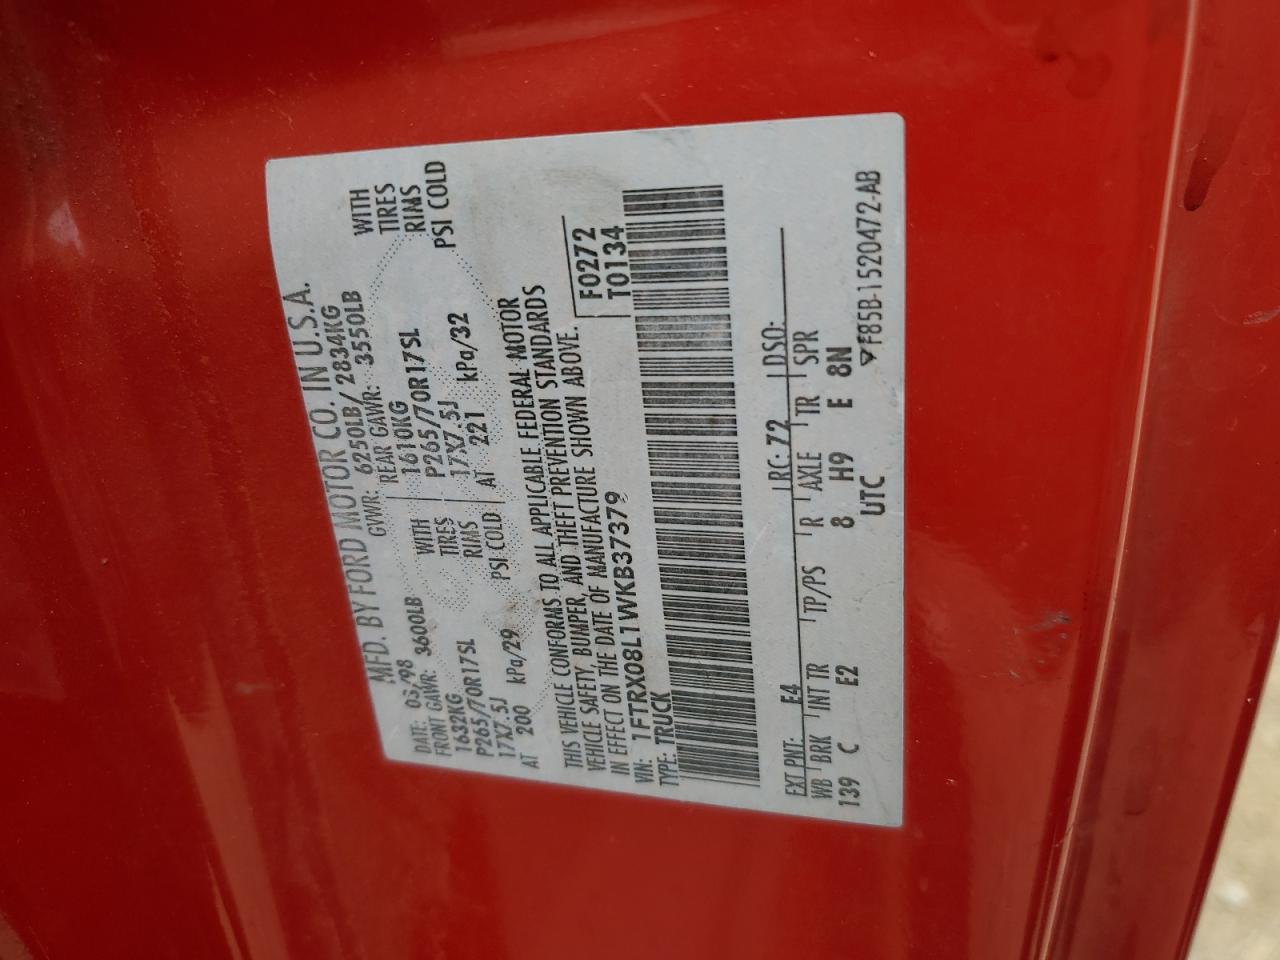 MFD. BY FORD MOTOR CO. IN U.S.A.
DATE: 03/98 GVWR: 6250LB/2834KG
FRONT GAWR: 3600LB REAR GAWR: 3550LB
1632KG WITH 1610KG WITH
P265/70R17SL TIRES P265/70R17SL TIRES
17X7.5J RIMS 17X7.5J RIMS
AT 200 kPa/29 PSI COLD AT 221 kPa/32 PSI COLD
THIS VEHICLE CONFORMS TO ALL APPLICABLE FEDERAL MOTOR
VEHICLE SAFETY, BUMPER, AND THEFT PREVENTION STANDARDS
IN EFFECT ON THE DATE OF MANUFACTURE SHOWN ABOVE.
VIN: 1FTRX08L1WKB37379 F0272
TYPE: TRUCK T0134
EXT PNT: E4 RC: 72 DSO:
WB BRK INT TR TP/PS R AXLE TR SPR
139 C E2 8 H9 E 8N
UTC
▽F85B-1520472-AB